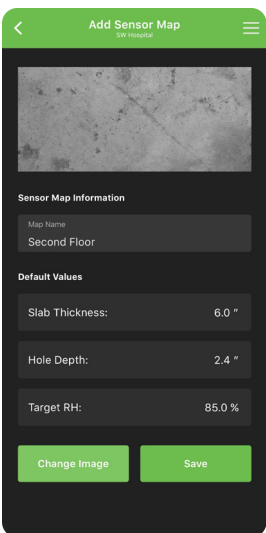 Add Sensor Map
SW Hospital
Sensor Map Information
Map Name
Second Floor
Default Values
Slab Thickness: 6.0 "
Hole Depth: 2.4 "
Target RH: 85.0 %
Change Image Save